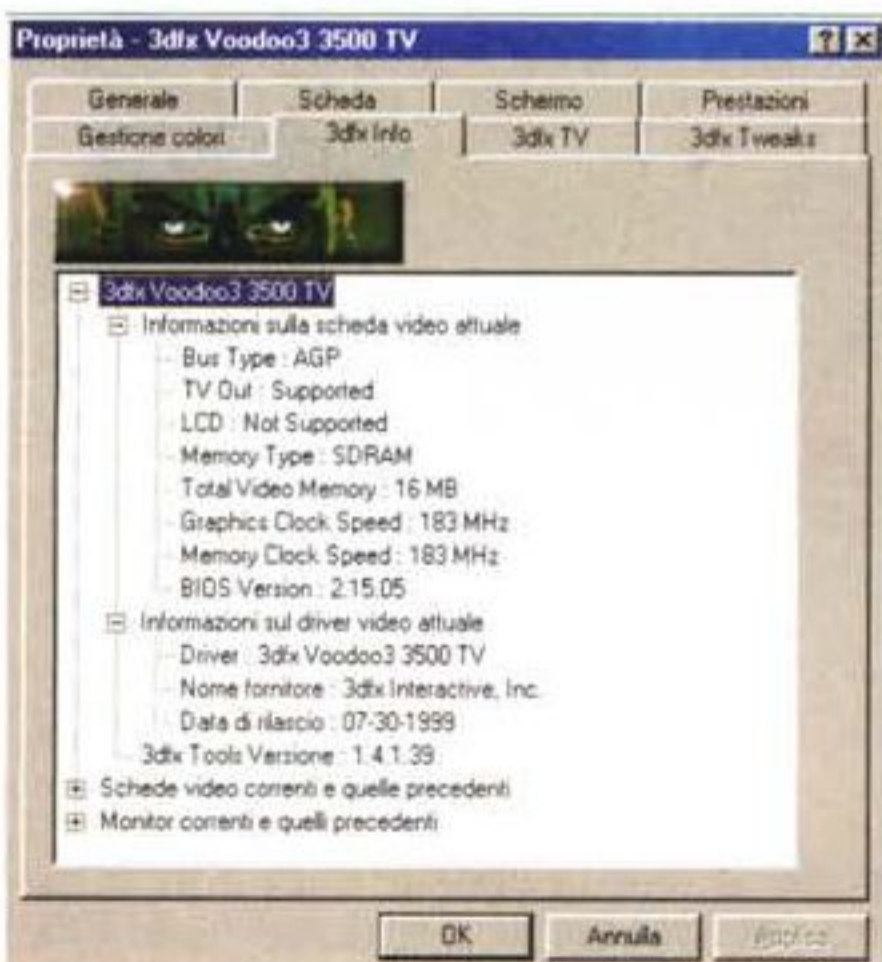 Proprietà - 3dfx Voodoo3 3500 TV
Generale Scheda Schermo Prestazioni
Gestione colori 3dfx Info 3dfx TV 3dfx Tweaks
3dfx Voodoo3 3500 TV
Informazioni sulla scheda video attuale
Bus Type : AGP
TV Out : Supported
LCD : Not Supported
Memory Type : SDRAM
Total Video Memory : 16 MB
Graphics Clock Speed : 183 MHz
Memory Clock Speed : 183 MHz
BIOS Version : 2.15.05
Informazioni sul driver video attuale
Driver : 3dfx Voodoo3 3500 TV
Nome fornitore : 3dfx Interactive, Inc.
Data di rilascio : 07-30-1999
3dfx Tools Versione : 1.4.1.39
Schede video correnti e quelle precedenti
Monitor correnti e quelli precedenti
OK Annulla Applica